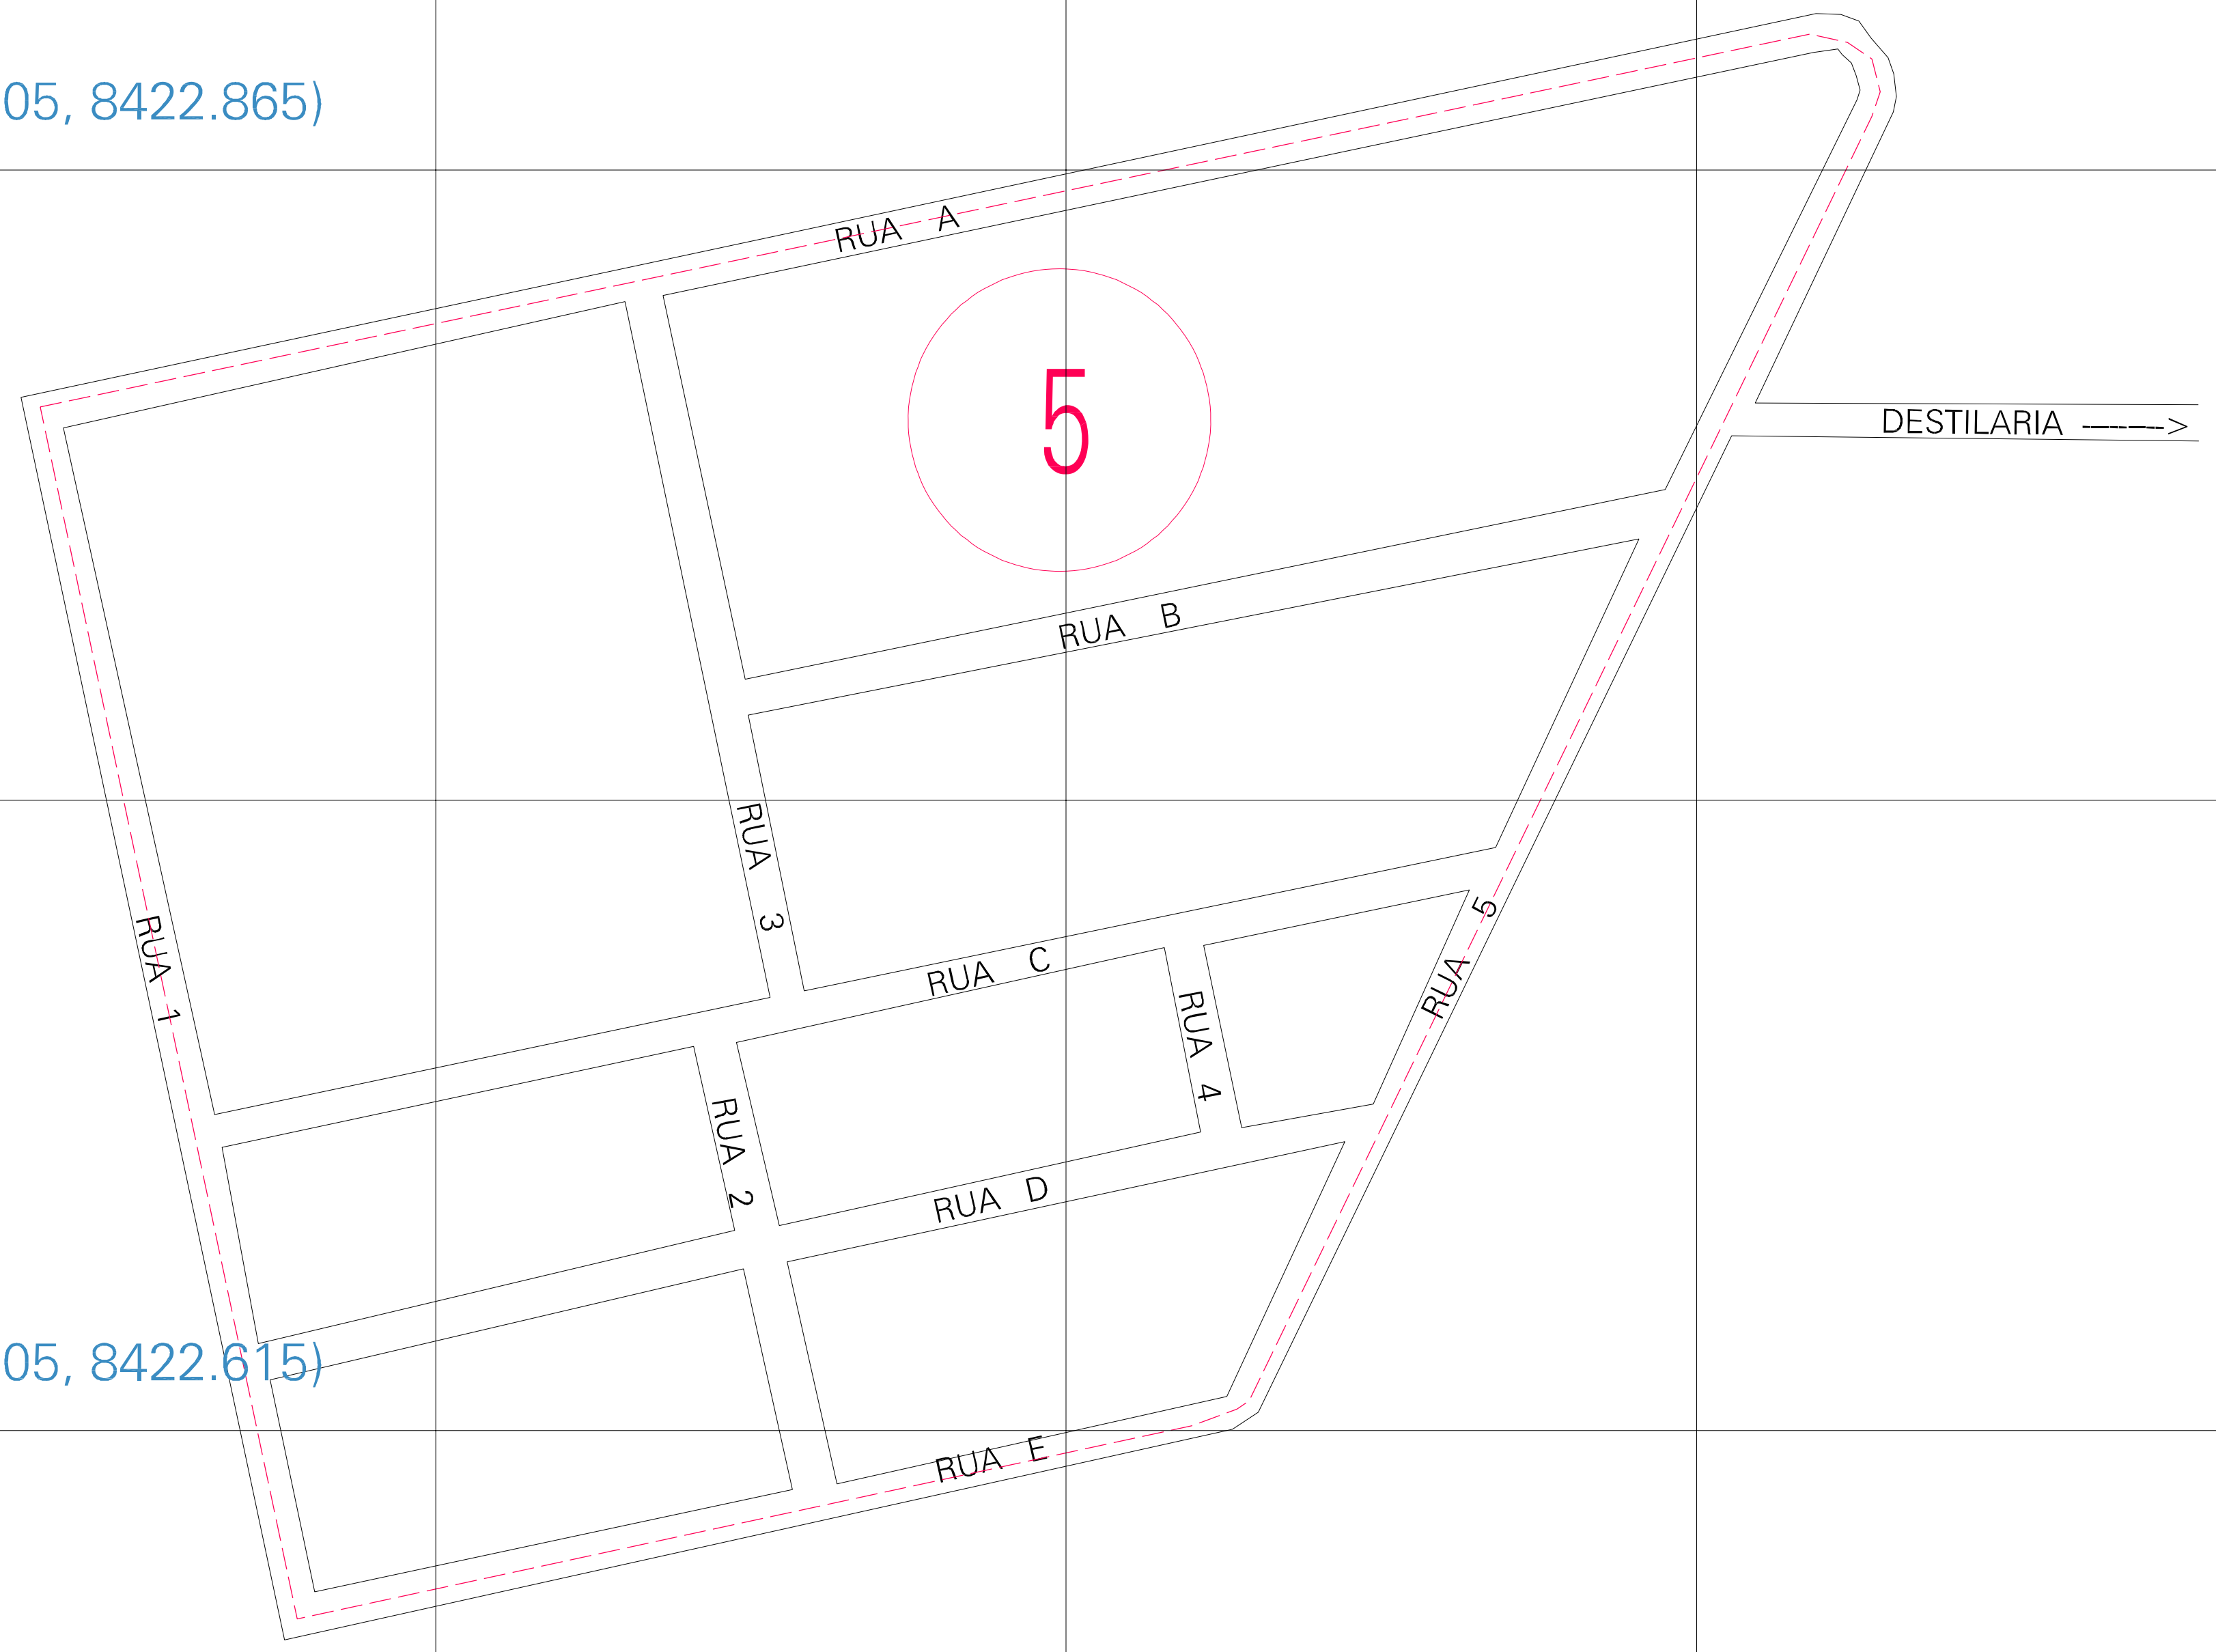 05, 8422.865)
RUA A
5
DESTILARIA ------>
RUA B
RUA 3
RUA 5
RUA 1
RUA C
RUA 4
RUA 2
RUA D
05, 8422.615)
RUA E